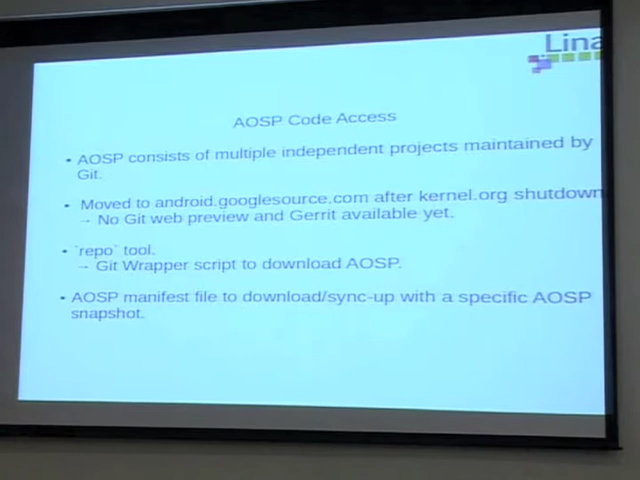 Lina
AOSP Code Access
• AOSP consists of multiple independent projects maintained by
Git.
• Moved to android.googlesource.com after kernel.org shutdown
→ No Git web preview and Gerrit available yet.
• `repo` tool.
→ Git Wrapper script to download AOSP.
• AOSP manifest file to download/sync-up with a specific AOSP
snapshot.